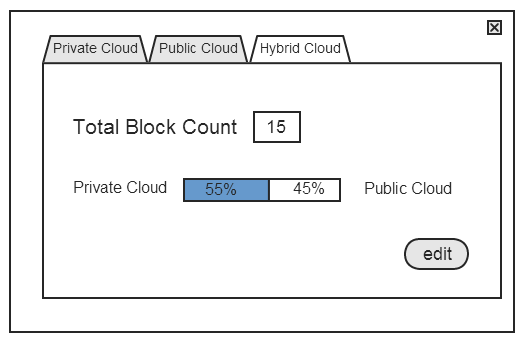 Private Cloud Public Cloud Hybrid Cloud
Total Block Count 15
Private Cloud 55% 45% Public Cloud
edit